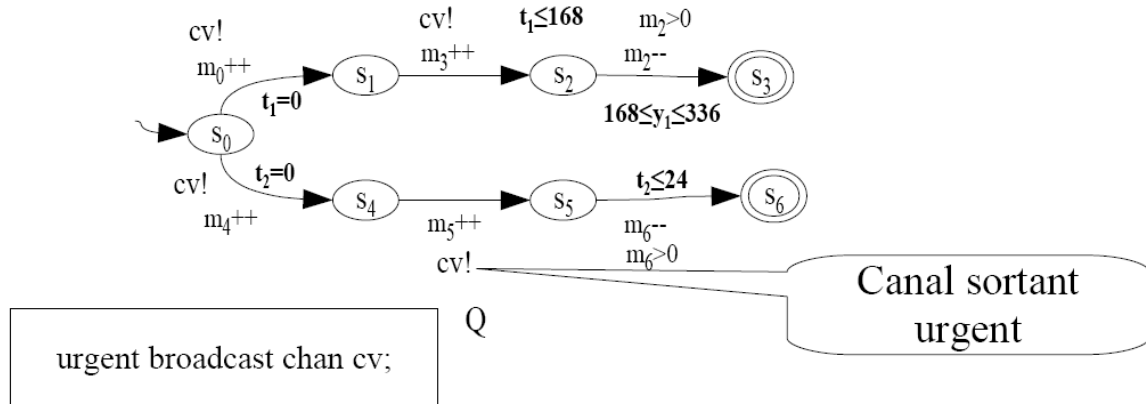 cv!
m₀++
t₁=0
s₀
s₁
cv!
m₃++
t₁≤168
s₂
m₂>0
m₂--
168≤y₁≤336
s₃
cv!
m₄++
t₂=0
s₄
m₅++
cv!
s₅
t₂≤24
m₆--
m₆>0
s₆
Canal sortant
urgent
Q
urgent broadcast chan cv;